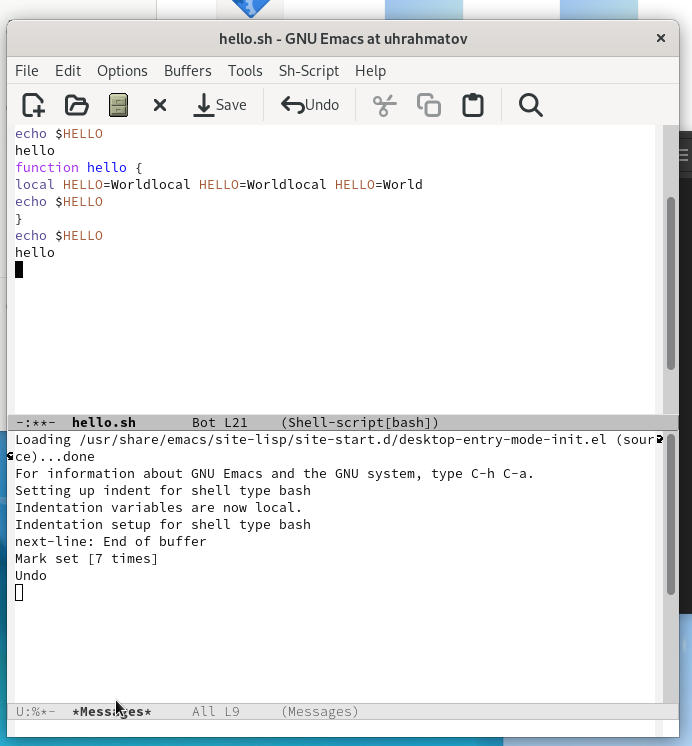 hello.sh - GNU Emacs at uhrahmatov
File Edit Options Buffers Tools Sh-Script Help
Save Undo
echo $HELLO
hello
function hello {
local HELLO=Worldlocal HELLO=Worldlocal HELLO=World
echo $HELLO
}
echo $HELLO
hello
-:**- hello.sh Bot L21 (Shell-script[bash])
Loading /usr/share/emacs/site-lisp/site-start.d/desktop-entry-mode-init.el (sour
ce)...done
For information about GNU Emacs and the GNU system, type C-h C-a.
Setting up indent for shell type bash
Indentation variables are now local.
Indentation setup for shell type bash
next-line: End of buffer
Mark set [7 times]
Undo
U:%*- *Messages* All L9 (Messages)